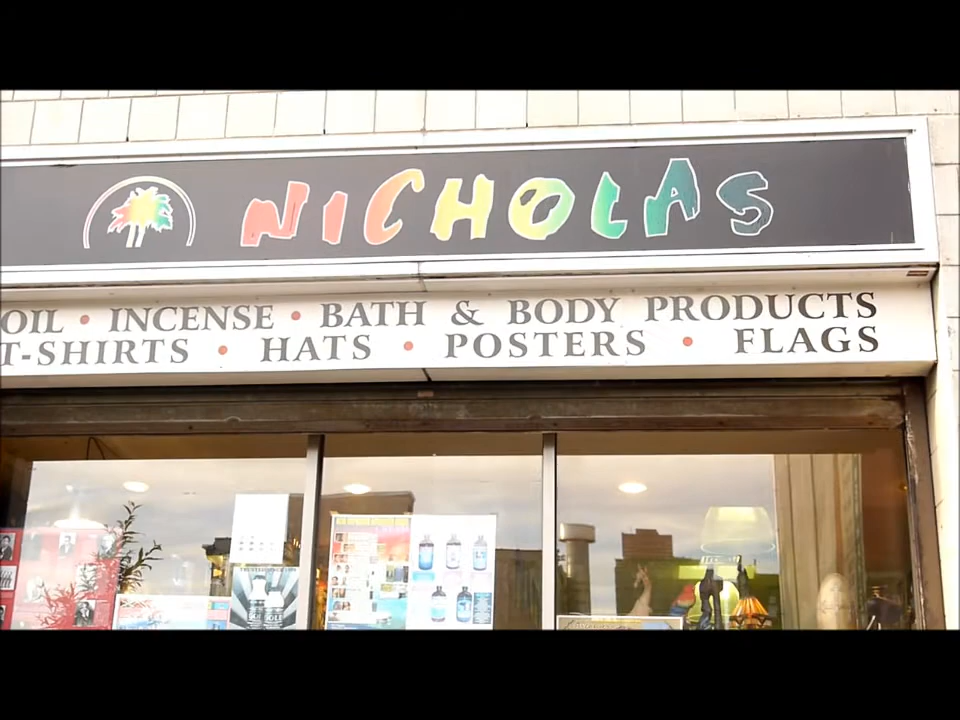 NICHOLAS
OIL • INCENSE • BATH & BODY PRODUCTS
T-SHIRTS • HATS • POSTERS • FLAGS